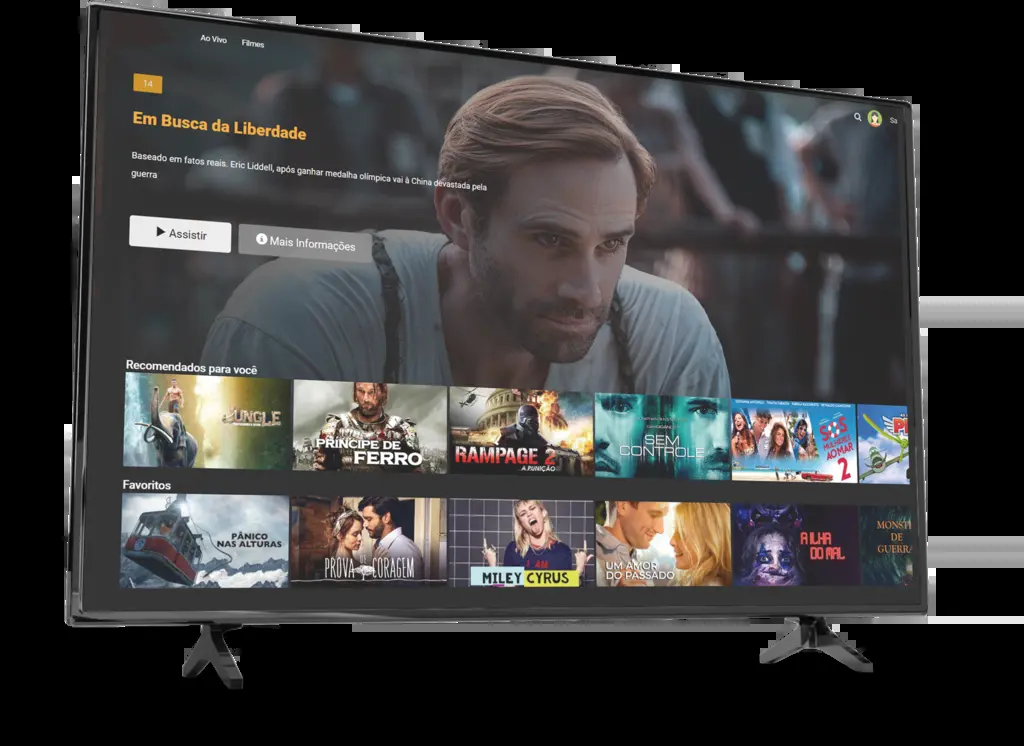 Ao Vivo Filmes
14
Em Busca da Liberdade
Sa
Baseado em fatos reais. Eric Liddell, após ganhar medalha olímpica vai à China devastada pela
guerra
Assistir
Mais Informações
Recomendados para você
JUNGLE
PRÍNCIPE DE
FERRO
RAMPAGE 2
A PUNIÇÃO
SEM
CONTROLE
S.O.S
MULHERES
AO MAR
2
Favoritos
PÂNICO
NAS ALTURAS
PROVA DE CORAGEM
I AM
MILEY CYRUS
UM AMOR
DO PASSADO
A ILHA
DO MAL
MONST
DE
GUERRA